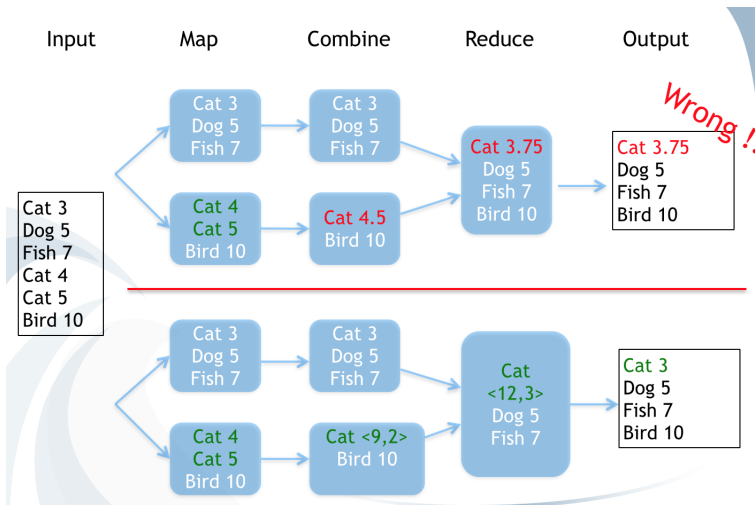 Input Map Combine Reduce Output
Cat 3
Dog 5
Fish 7
Cat 4
Cat 5
Bird 10
Cat 3
Dog 5
Fish 7
Cat 4
Cat 5
Bird 10
Cat 3
Dog 5
Fish 7
Cat 4.5
Bird 10
Cat 3.75
Dog 5
Fish 7
Bird 10
Wrong !!
Cat 3.75
Dog 5
Fish 7
Bird 10
Cat 3
Dog 5
Fish 7
Cat 4
Cat 5
Bird 10
Cat 3
Dog 5
Fish 7
Cat <9,2>
Bird 10
Cat
<12,3>
Dog 5
Fish 7
Cat 3
Dog 5
Fish 7
Bird 10